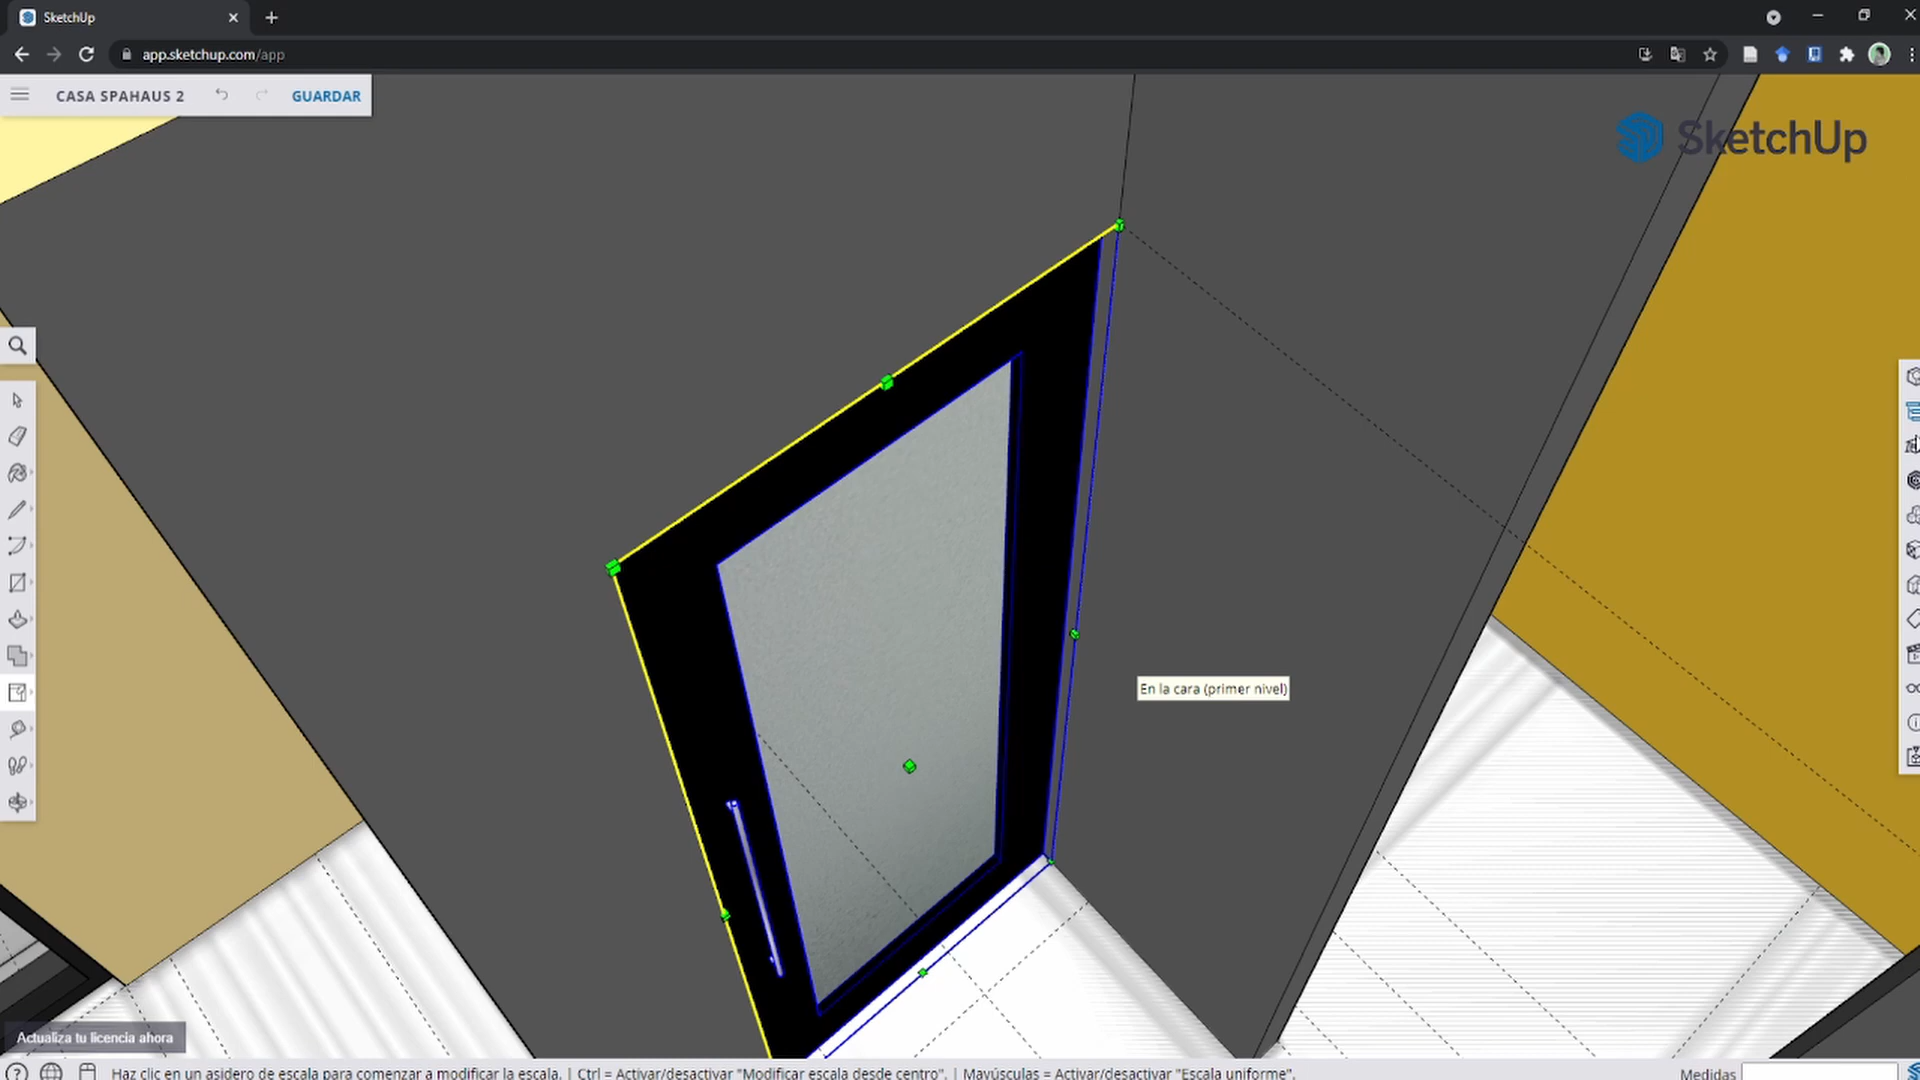 SketchUp
app.sketchup.com/app
CASA SPAHAUS 2
GUARDAR
SketchUp
En la cara (primer nivel)
Actualiza tu licencia ahora
Haz clic en un asidero de escala para comenzar a modificar la escala. | Ctrl = Activar/desactivar "Modificar escala desde centro". | Mayúsculas = Activar/desactivar "Escala uniforme".
Medidas